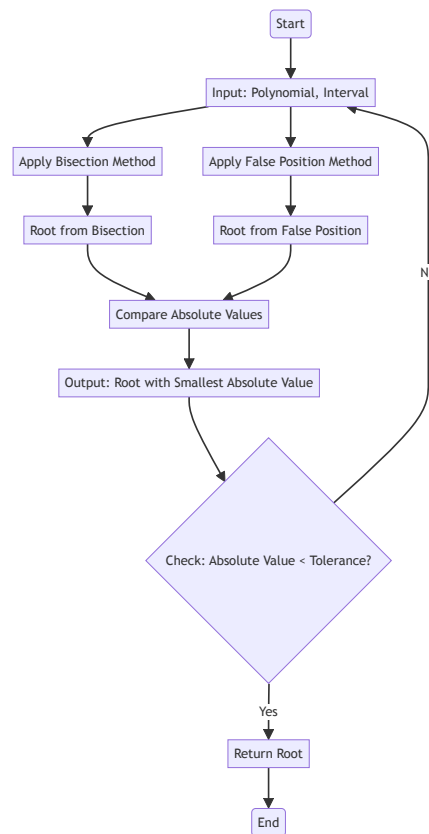 Start
Input: Polynomial, Interval
Apply Bisection Method
Apply False Position Method
Root from Bisection
Root from False Position
N
Compare Absolute Values
Output: Root with Smallest Absolute Value
Check: Absolute Value < Tolerance?
Yes
Return Root
End